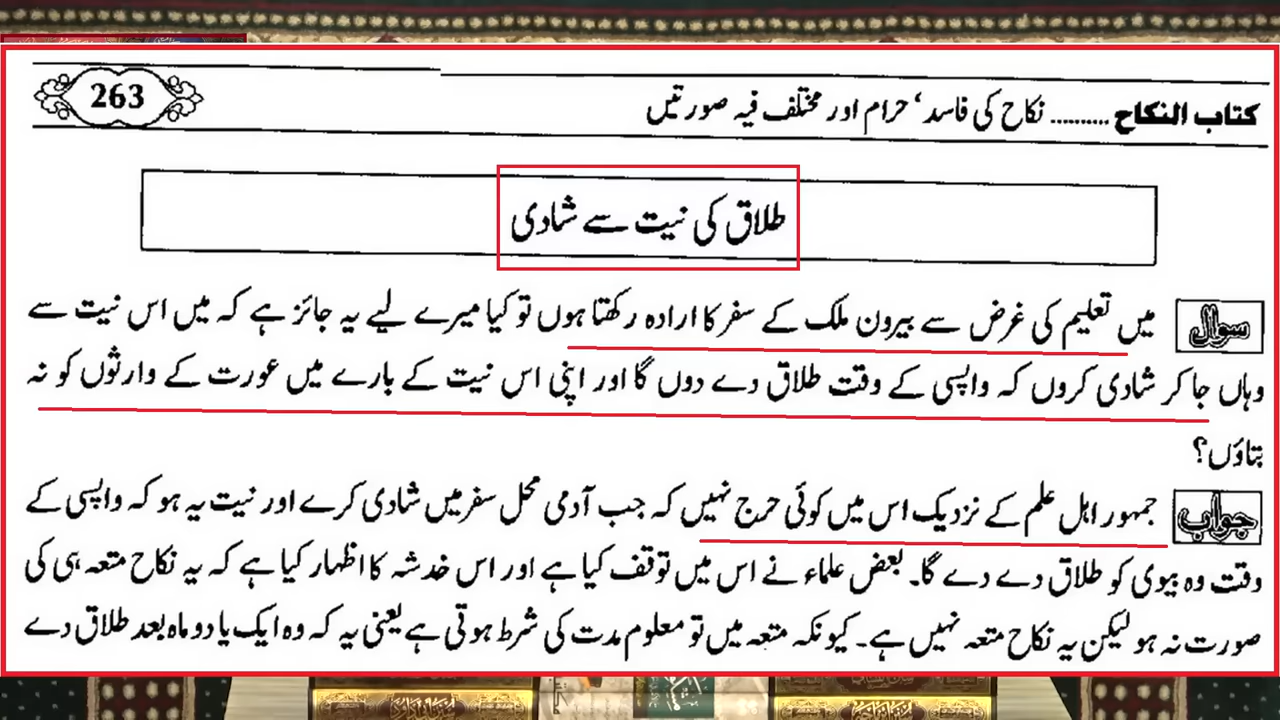 کتاب النکاح .......... نکاح کی فاسد‘ حرام اور مختلف فیہ صورتیں
263
طلاق کی نیت سے شادی
سوال میں تعلیم کی غرض سے بیرون ملک کے سفر کا ارادہ رکھتا ہوں تو کیا میرے لیے یہ جائز ہے کہ میں اس نیت سے
وہاں جا کر شادی کروں کہ واپسی کے وقت طلاق دے دوں گا اور اپنی اس نیت کے بارے میں عورت کے وارثوں کو نہ
بتاؤں؟
جواب جمہور اہل علم کے نزدیک اس میں کوئی حرج نہیں کہ جب آدمی محل سفر میں شادی کرے اور نیت یہ ہو کہ واپسی کے
وقت وہ بیوی کو طلاق دے دے گا۔ بعض علماء نے اس میں توقف کیا ہے اور اس خدشہ کا اظہار کیا ہے کہ یہ نکاح متعہ ہی کی
صورت نہ ہو لیکن یہ نکاح متعہ نہیں ہے۔ کیونکہ متعہ میں تو معلوم مدت کی شرط ہوتی ہے یعنی یہ کہ وہ ایک یا دو ماہ بعد طلاق دے